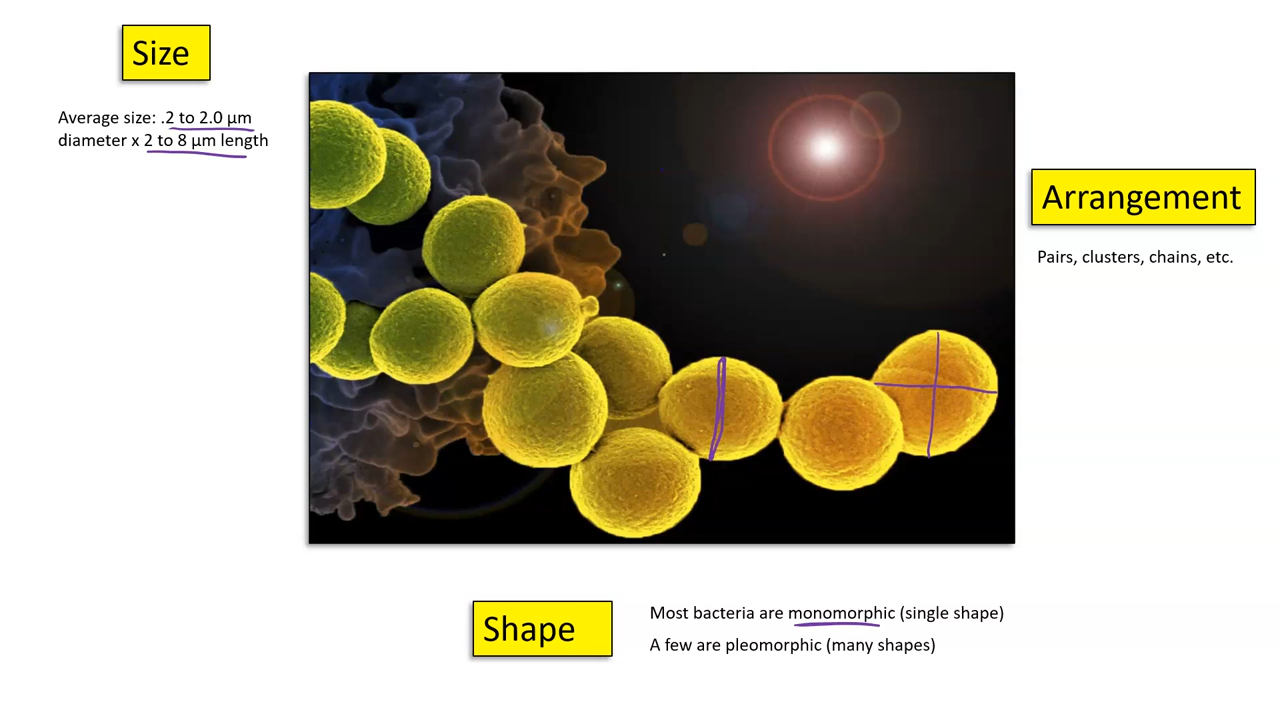 Size
Average size: .2 to 2.0 µm
diameter x 2 to 8 µm length
Arrangement
Pairs, clusters, chains, etc.
Shape
Most bacteria are monomorphic (single shape)
A few are pleomorphic (many shapes)